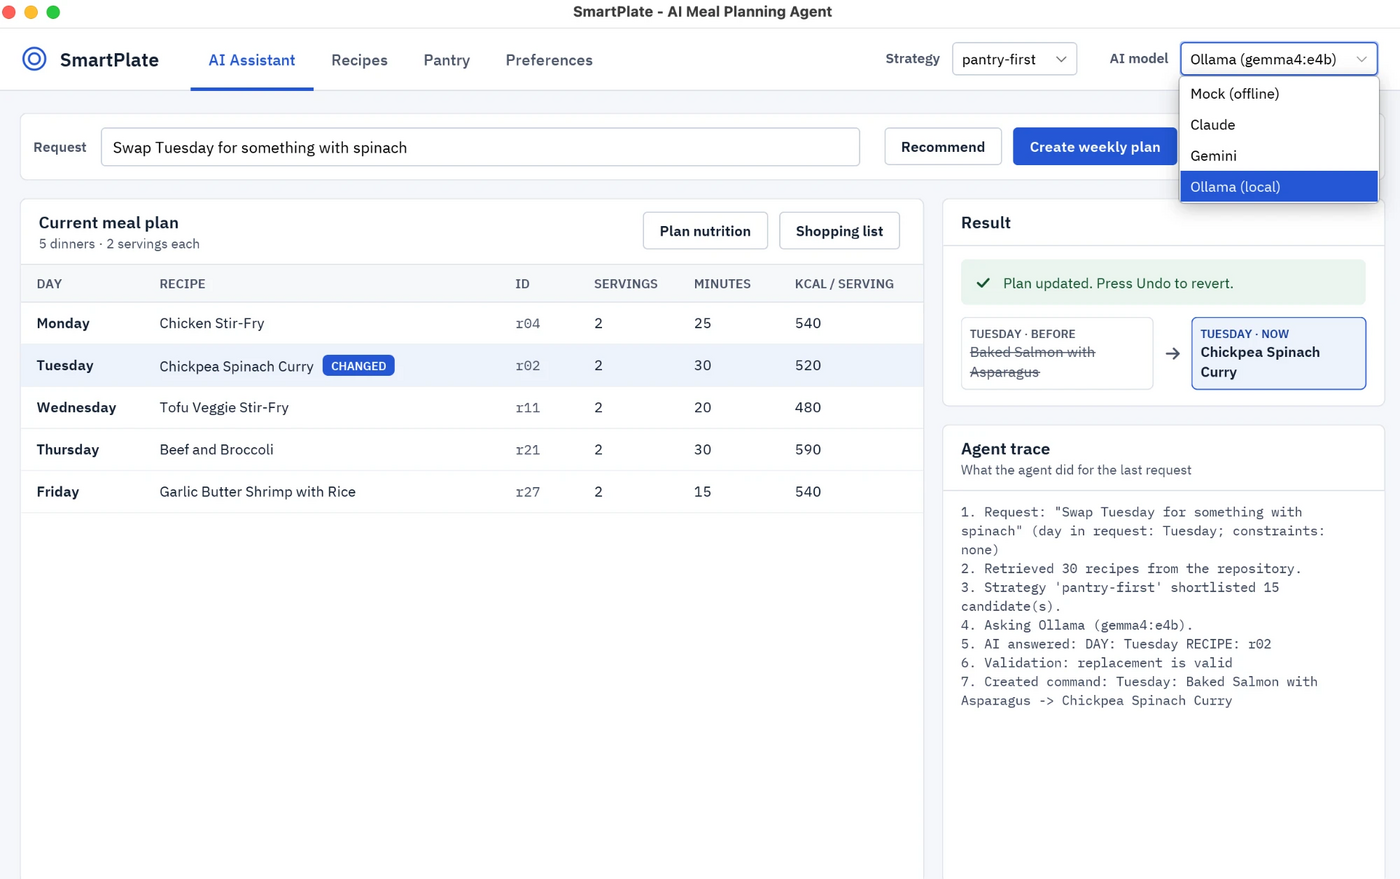 SmartPlate - AI Meal Planning Agent
SmartPlate AI Assistant Recipes Pantry Preferences Strategy pantry-first AI model Ollama (gemma4:e4b)
Mock (offline)
Claude
Gemini
Ollama (local)
Request Swap Tuesday for something with spinach Recommend Create weekly plan
Current meal plan
5 dinners · 2 servings each
Plan nutrition Shopping list
DAY RECIPE ID SERVINGS MINUTES KCAL / SERVING
Monday Chicken Stir-Fry r04 2 25 540
Tuesday Chickpea Spinach Curry CHANGED r02 2 30 520
Wednesday Tofu Veggie Stir-Fry r11 2 20 480
Thursday Beef and Broccoli r21 2 30 590
Friday Garlic Butter Shrimp with Rice r27 2 15 540
Result
Plan updated. Press Undo to revert.
TUESDAY · BEFORE
Baked Salmon with
Asparagus
TUESDAY · NOW
Chickpea Spinach
Curry
Agent trace
What the agent did for the last request
1. Request: "Swap Tuesday for something with
spinach" (day in request: Tuesday; constraints:
none)
2. Retrieved 30 recipes from the repository.
3. Strategy 'pantry-first' shortlisted 15
candidate(s).
4. Asking Ollama (gemma4:e4b).
5. AI answered: DAY: Tuesday RECIPE: r02
6. Validation: replacement is valid
7. Created command: Tuesday: Baked Salmon with
Asparagus -> Chickpea Spinach Curry